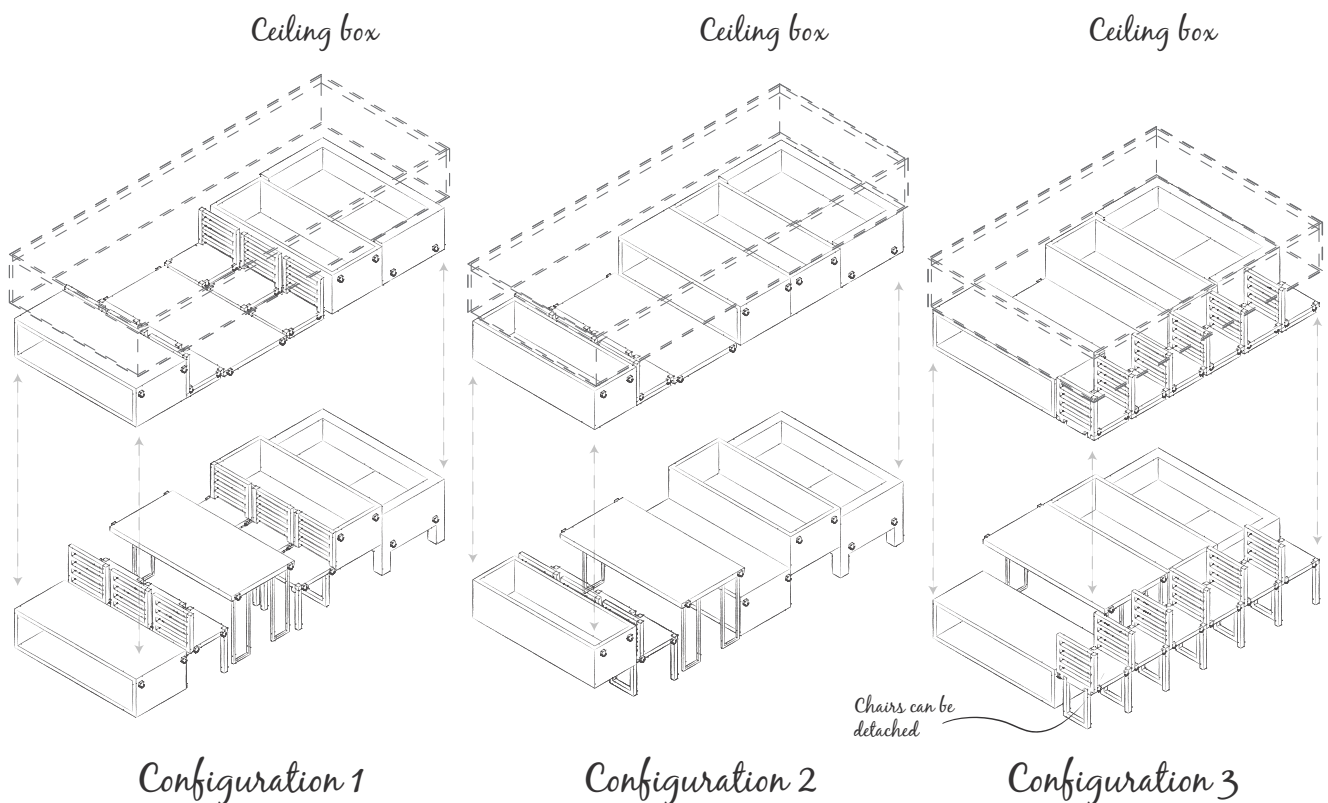 Ceiling box
Ceiling box
Ceiling box
Chairs can be
detached
Configuration 1
Configuration 2
Configuration 3